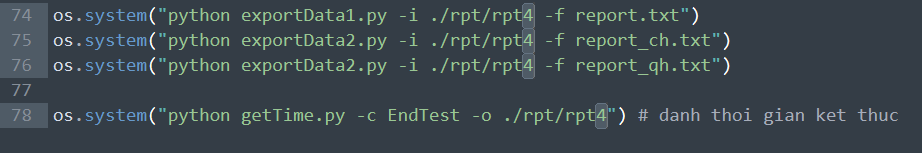 74 os.system("python exportData1.py -i ./rpt/rpt4 -f report.txt")
75 os.system("python exportData2.py -i ./rpt/rpt4 -f report_ch.txt")
76 os.system("python exportData2.py -i ./rpt/rpt4 -f report_qh.txt")
77
78 os.system("python getTime.py -c EndTest -o ./rpt/rpt4") # danh thoi gian ket thuc